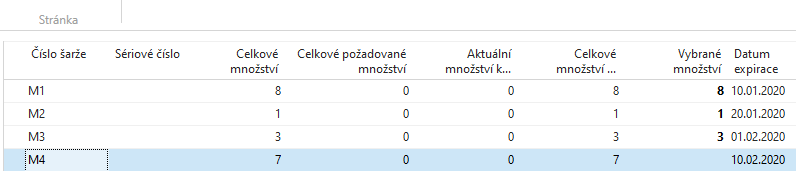 Stránka
Číslo šarže Sériové číslo Celkové množství Celkové požadované množství Aktuální množství k... Celkové množství ... Vybrané množství Datum expirace
M1 8 0 0 8 8 10.01.2020
M2 1 0 0 1 1 20.01.2020
M3 3 0 0 3 3 01.02.2020
M4 7 0 0 7 10.02.2020